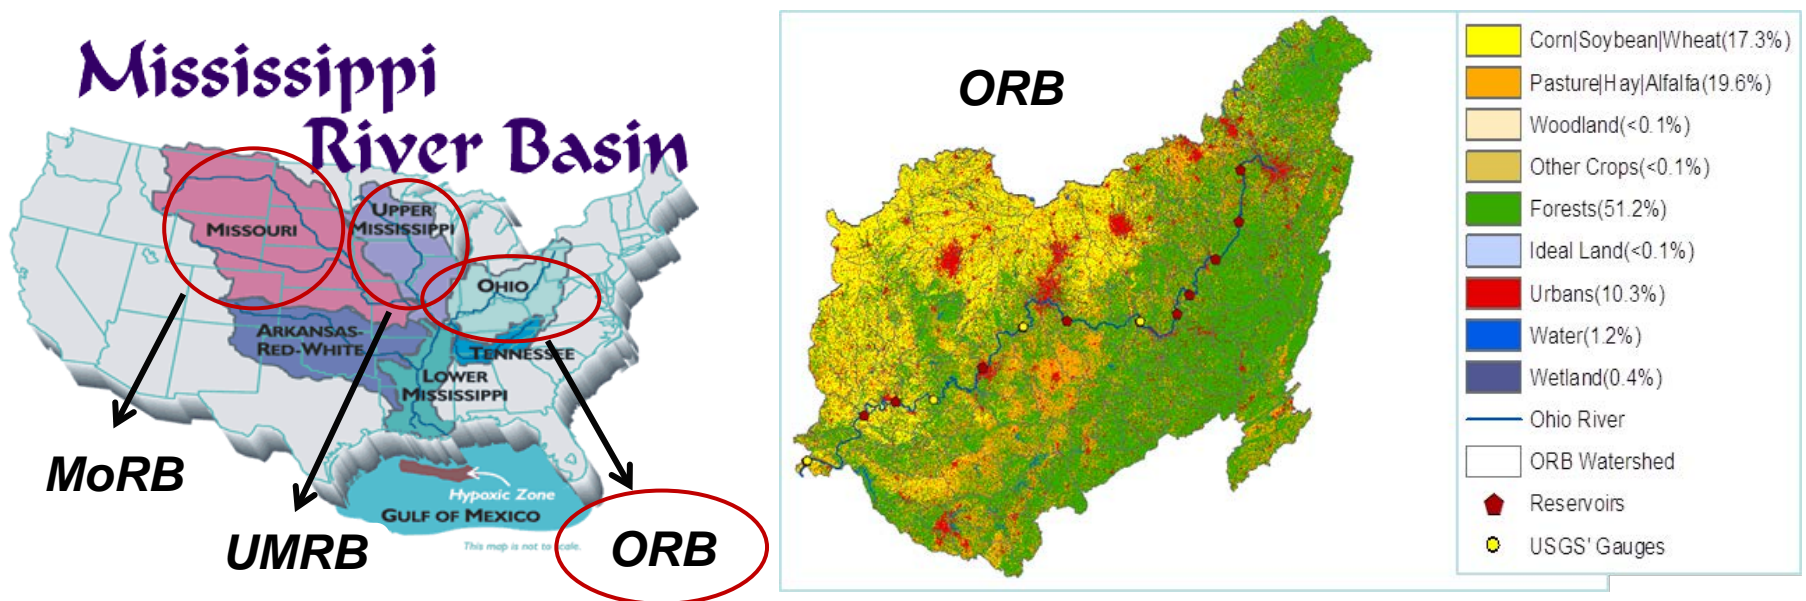 Mississippi
River Basin
UPPER
MISSISSIPPI
MISSOURI
OHIO
ARKANSAS-
RED-WHITE
TENNESSEE
LOWER
MISSISSIPPI
Hypoxic Zone
GULF OF MEXICO
This map is not to scale.
MoRB
UMRB
ORB
ORB
Corn|Soybean|Wheat(17.3%)
Pasture|Hay|Alfalfa(19.6%)
Woodland(<0.1%)
Other Crops(<0.1%)
Forests(51.2%)
Ideal Land(<0.1%)
Urbans(10.3%)
Water(1.2%)
Wetland(0.4%)
Ohio River
ORB Watershed
Reservoirs
USGS' Gauges